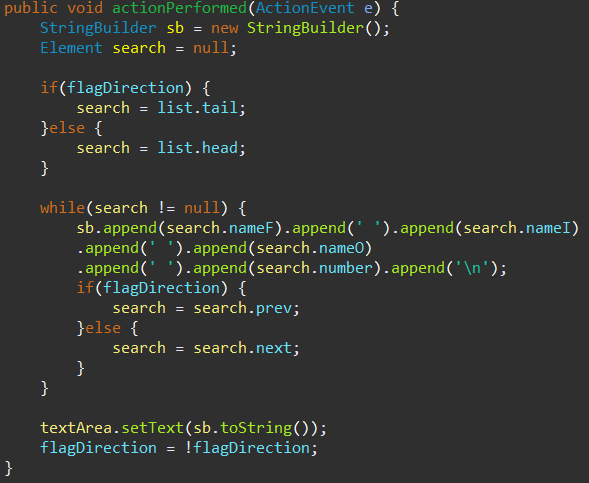 public void actionPerformed(ActionEvent e) {
    StringBuilder sb = new StringBuilder();
    Element search = null;

    if(flagDirection) {
        search = list.tail;
    }else {
        search = list.head;
    }

    while(search != null) {
        sb.append(search.nameF).append(' ').append(search.nameI)
        .append(' ').append(search.nameO)
        .append(' ').append(search.number).append('\n');
        if(flagDirection) {
            search = search.prev;
        }else {
            search = search.next;
        }
    }

    textArea.setText(sb.toString());
    flagDirection = !flagDirection;
}